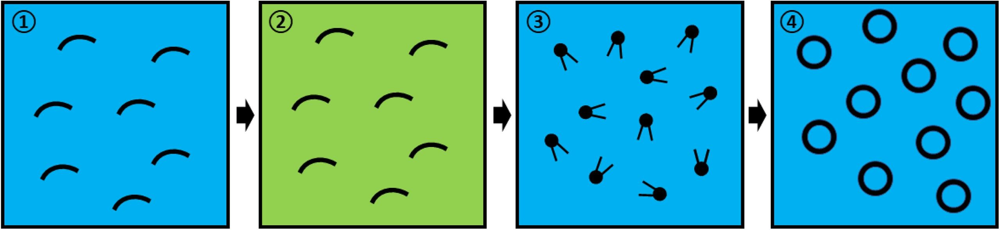 ①
②
③
④